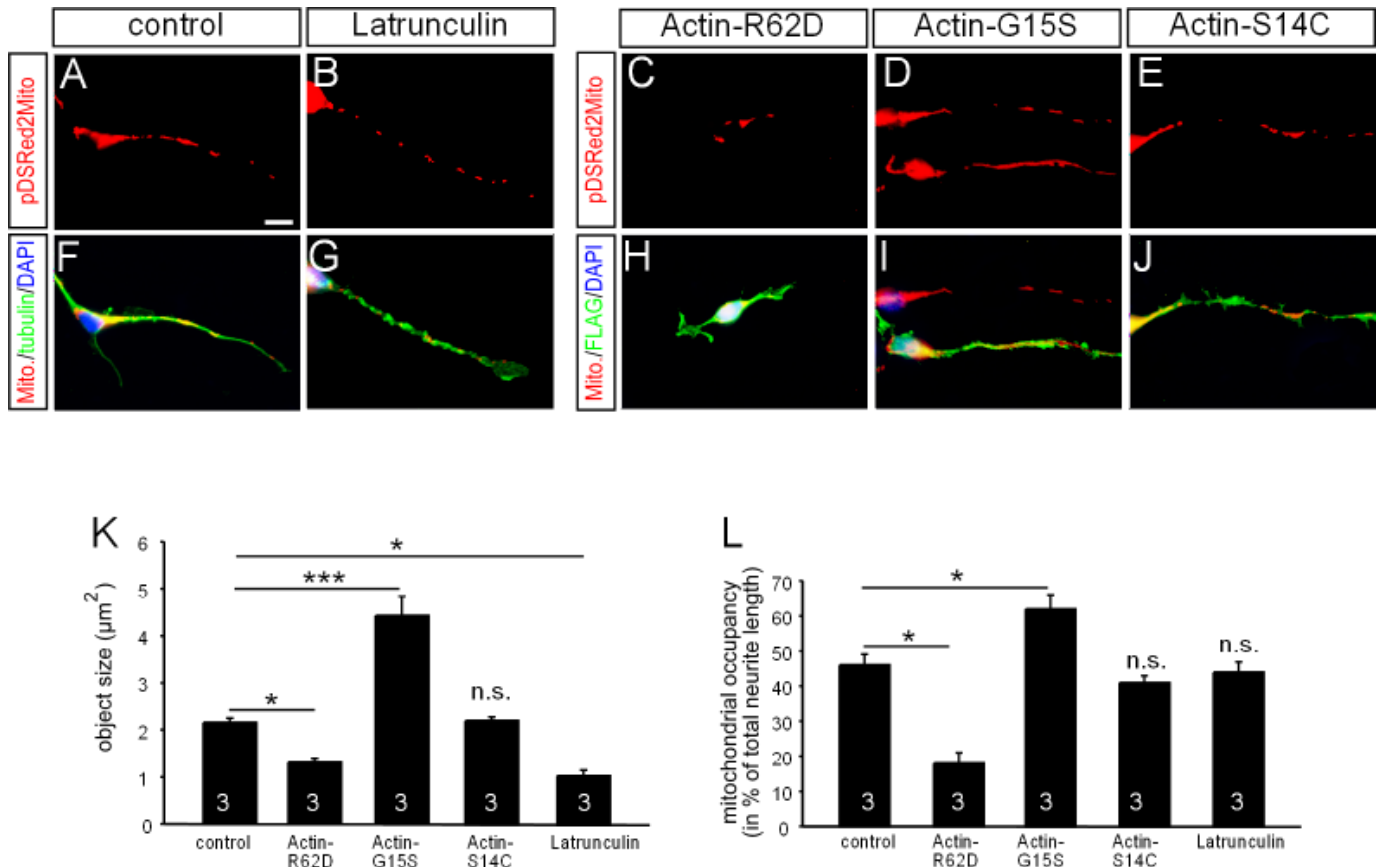 control
Latrunculin
Actin-R62D
Actin-G15S
Actin-S14C
pDSRed2Mito
A
B
pDSRed2Mito
C
D
E
Mito./tubulin/DAPI
F
G
Mito./FLAG/DAPI
H
I
J
K
object size (µm²)
6
5
4
3
2
1
0
*
***
*
n.s.
3
3
3
3
3
control
Actin-
R62D
Actin-
G15S
Actin-
S14C
Latrunculin
L
mitochondrial occupancy
(in % of total neurite length)
70
60
50
40
30
20
10
0
*
*
n.s.
n.s.
3
3
3
3
3
control
Actin-
R62D
Actin-
G15S
Actin-
S14C
Latrunculin